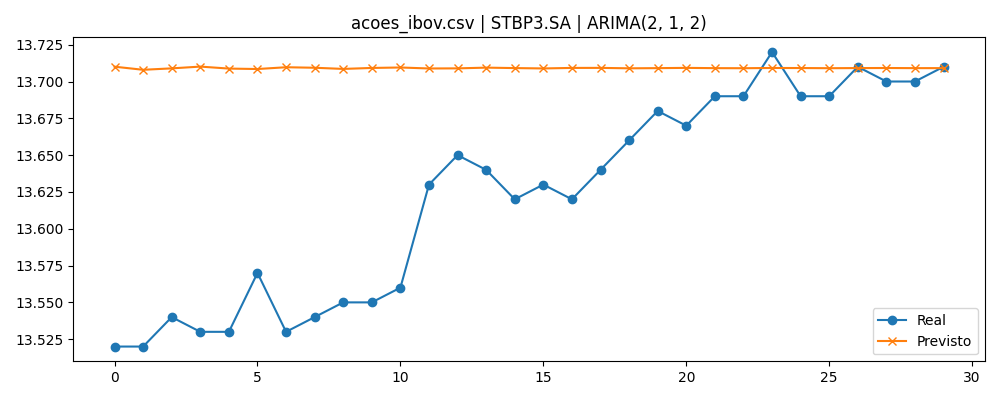 acoes_ibov.csv | STBP3.SA | ARIMA(2, 1, 2)
13.725
13.700
13.675
13.650
13.625
13.600
13.575
13.550
13.525
0 5 10 15 20 25 30
Real
Previsto